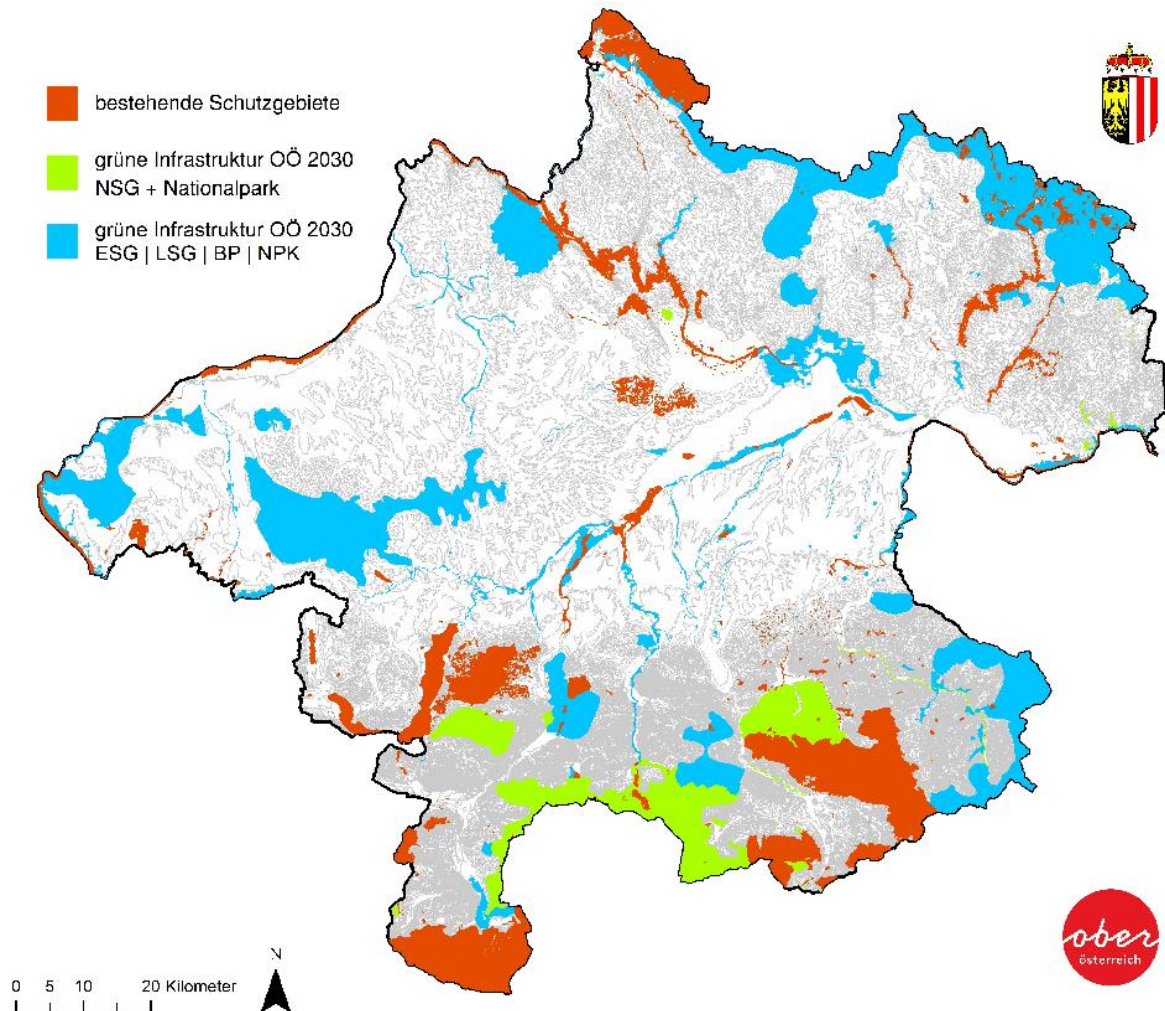 bestehende Schutzgebiete
grüne Infrastruktur OÖ 2030
NSG + Nationalpark
grüne Infrastruktur OÖ 2030
ESG | LSG | BP | NPK
ober
österreich
N
0 5 10 20 Kilometer